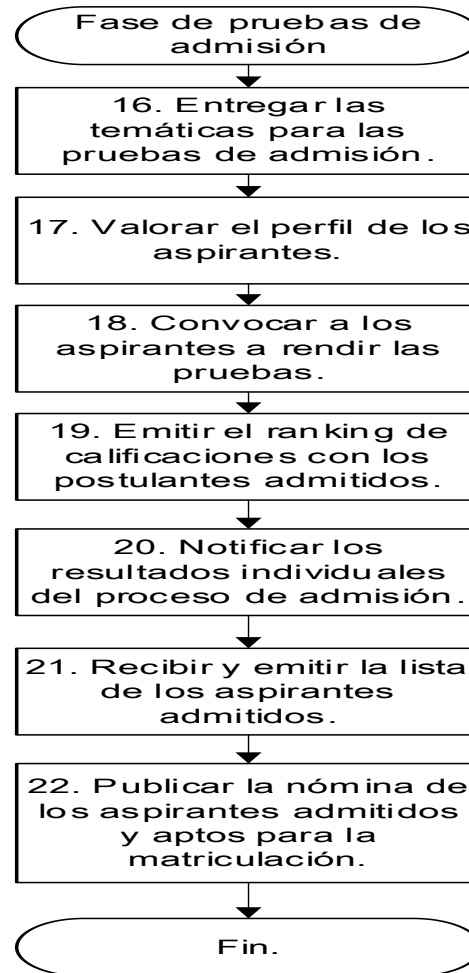 Fase de pruebas de
admisión
16. Entregar las
temáticas para las
pruebas de admisión.
17. Valorar el perfil de los
aspirantes.
18. Convocar a los
aspirantes a rendir las
pruebas.
19. Emitir el ranking de
calificaciones con los
postulantes admitidos.
20. Notificar los
resultados individuales
del proceso de admisión.
21. Recibir y emitir la lista
de los aspirantes
admitidos.
22. Publicar la nómina de
los aspirantes admitidos
y aptos para la
matriculación.
Fin.